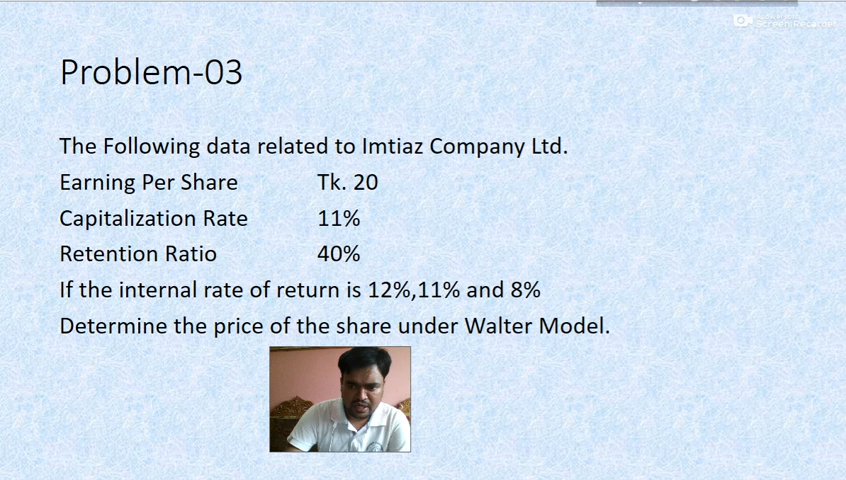 Problem-03
The Following data related to Imtiaz Company Ltd.
Earning Per Share Tk. 20
Capitalization Rate 11%
Retention Ratio 40%
If the internal rate of return is 12%,11% and 8%
Determine the price of the share under Walter Model.
Screen Recorder